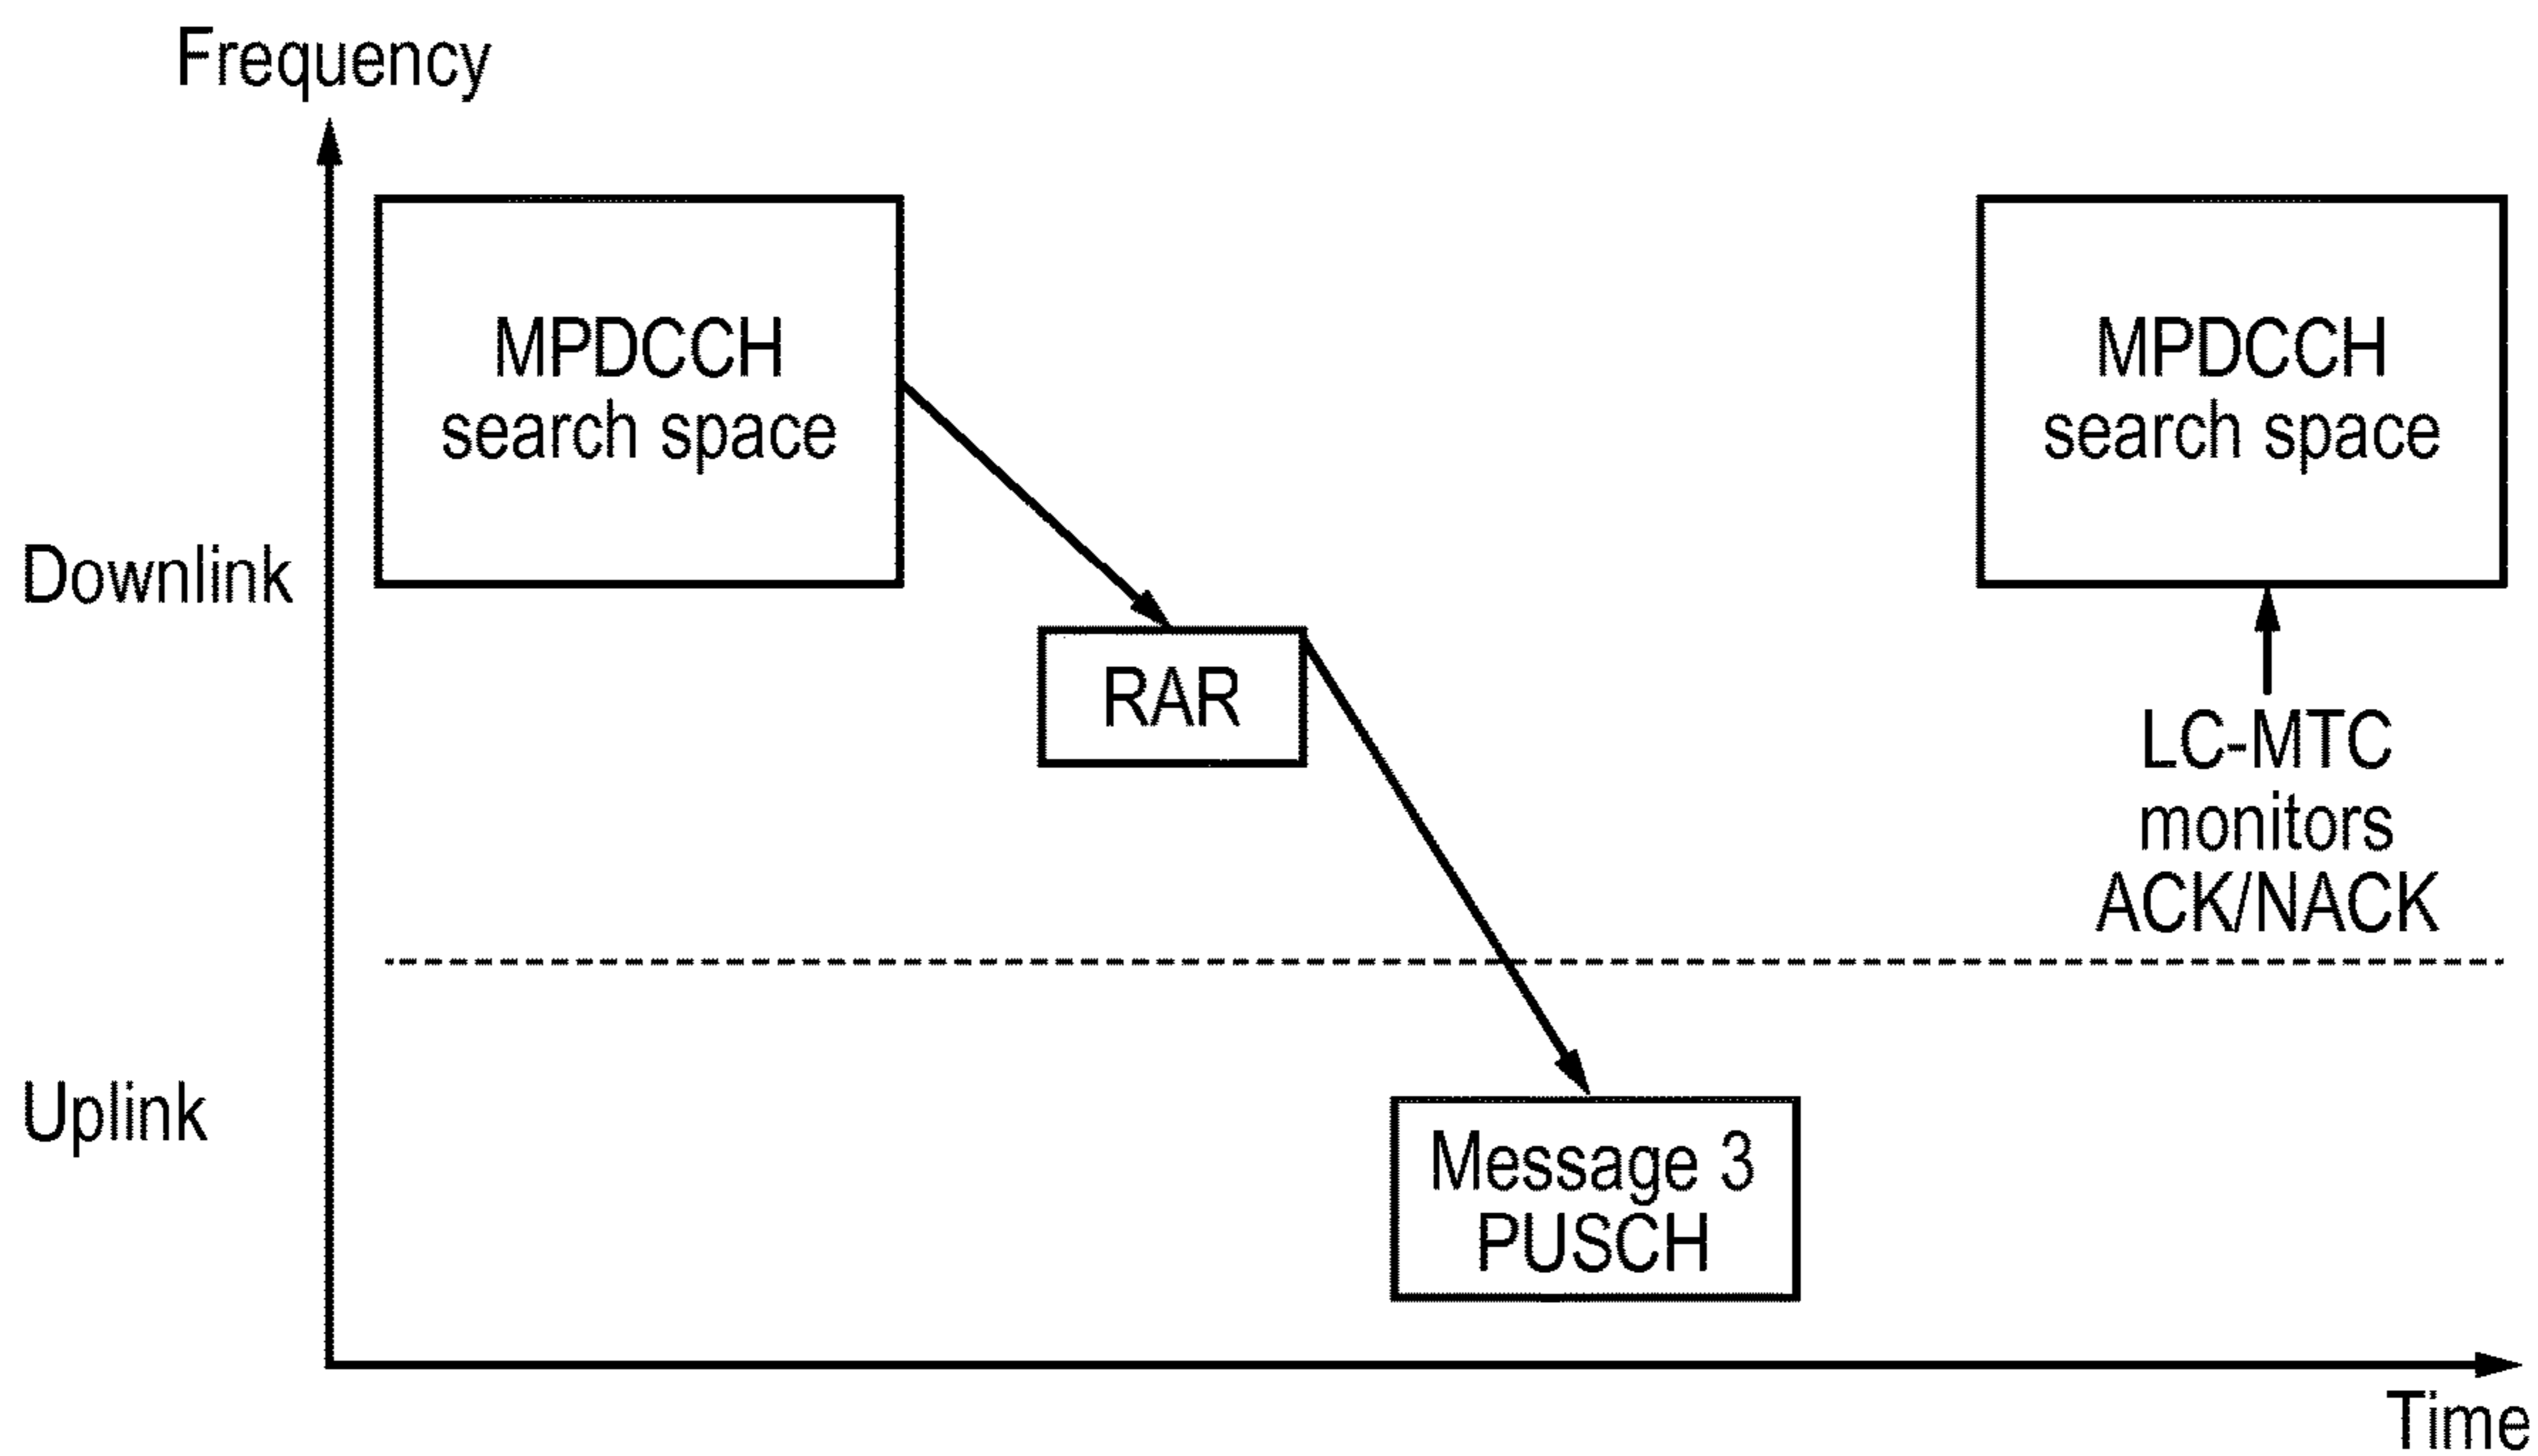 Frequency
MPDCCH
search space
MPDCCH
search space
Downlink
RAR
LC-MTC
monitors
ACK/NACK
Uplink
Message 3
PUSCH
Time